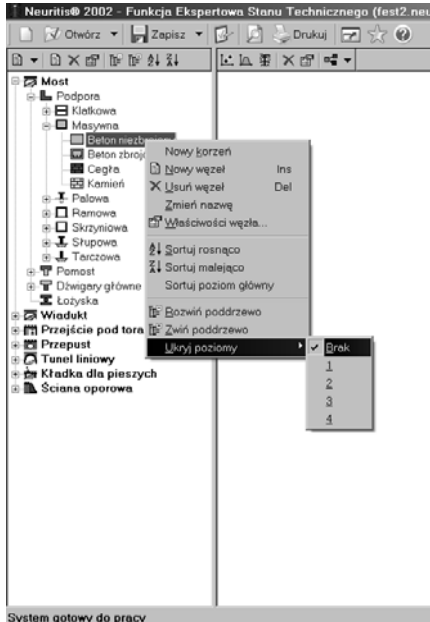 Neuritis® 2002 - Funkcja Ekspertowa Stanu Technicznego (fest2.neu
Otwórz Zapisz Drukuj
Most
Podpora
Klatkowa
Masywna
Beton niezbrojony
Beton zbrojo
Cegła
Kamień
Palowa
Ramowa
Skrzyniowa
Słupowa
Tarczowa
Pomost
Dźwigary główne
Łożyska
Wiadukt
Przejście pod tora
Przepust
Tunel liniowy
Kładka dla pieszych
Ściana oporowa
Nowy korzeń
Nowy węzeł Ins
Usuń węzeł Del
Zmień nazwę
Właściwości węzła...
Sortuj rosnąco
Sortuj malejąco
Sortuj poziom główny
Rozwiń poddrzewo
Zwiń poddrzewo
Ukryj poziomy
Brak
1
2
3
4
System gotowy do pracy